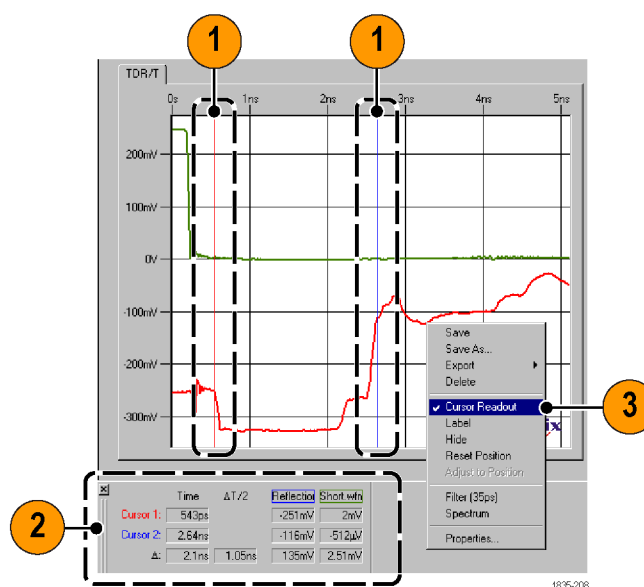 1 1
TDR/T
0s 1ns 2ns 3ns 4ns 5ns
200mV
100mV
0V
-100mV
-200mV
-300mV
Save
Save As...
Export
Delete
Cursor Readout
3
Label
Hide
ix
Reset Position
Adjust to Position
Filter (35ps)
Spectrum
Properties...
2
Time ΔT/2 Reflection Short.wfn
Cursor 1: 543ps -251mV 2mV
Cursor 2: 2.64ns -116mV -512µV
Δ: 2.1ns 1.05ns 135mV 2.51mV
1835-208